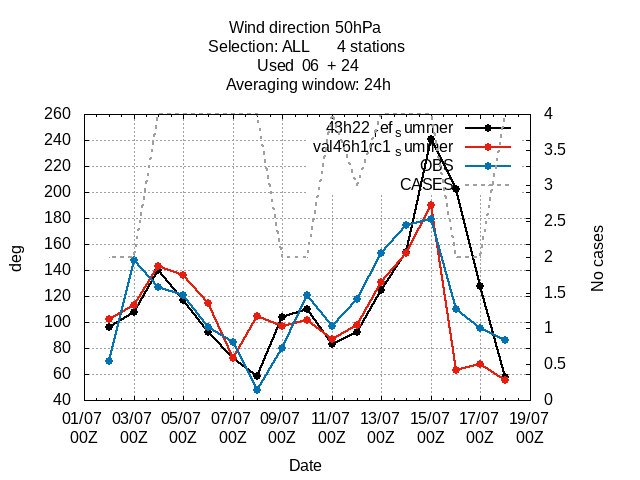 Wind direction 50hPa
Selection: ALL 4 stations
Used 06 + 24
Averaging window: 24h
260 4
240 3.5
220 3
200 2.5
180 2
160 1.5
140 1
120 0.5
100 0
80
60
40
43h22_ref_summer
val46h1rc1_summer
OBS
CASES
deg
No cases
01/07 03/07 05/07 07/07 09/07 11/07 13/07 15/07 17/07 19/07
00Z 00Z 00Z 00Z 00Z 00Z 00Z 00Z 00Z 00Z
Date